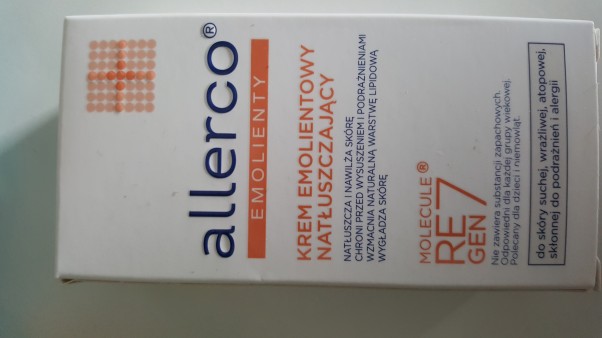 allerco®
EMOLIENTY
KREM EMOLIENTOWY
NATŁUSZCZAJĄCY
NATŁUSZCZA I NAWILŻA SKÓRĘ
CHRONI PRZED WYSUSZENIEM I PODRAŻNIENIAMI
WZMACNIA NATURALNĄ WARSTWĘ LIPIDOWĄ
WYGŁADZA SKÓRĘ
MOLECULE®
RE
GEN 7
Nie zawiera substancji zapachowych.
Odpowiedni dla każdej grupy wiekowej.
Polecany dla dzieci i niemowląt.
do skóry suchej, wrażliwej, atopowej,
skłonnej do podrażnień i alergii